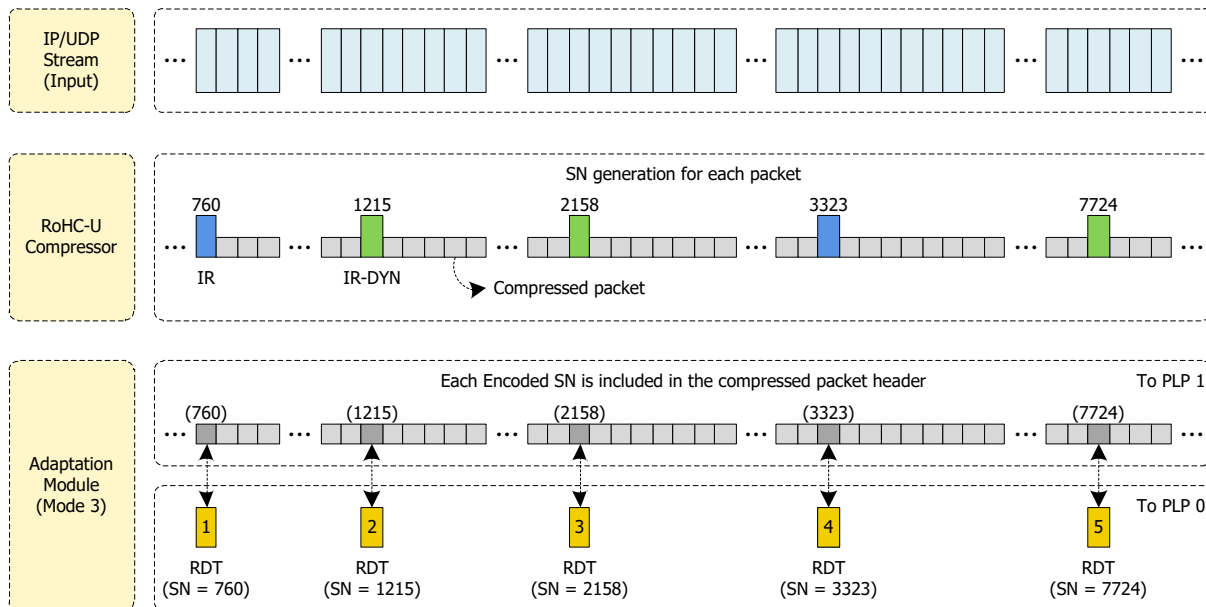 IP/UDP
Stream
(Input)
... ... ... ... ... ...
RoHC-U
Compressor
SN generation for each packet
760 1215 2158 3323 7724
... ... ... ... ... ...
IR IR-DYN
Compressed packet
Adaptation
Module
(Mode 3)
Each Encoded SN is included in the compressed packet header To PLP 1
(760) (1215) (2158) (3323) (7724)
... ... ... ... ... ...
To PLP 0
1 2 3 4 5
RDT RDT RDT RDT RDT
(SN = 760) (SN = 1215) (SN = 2158) (SN = 3323) (SN = 7724)